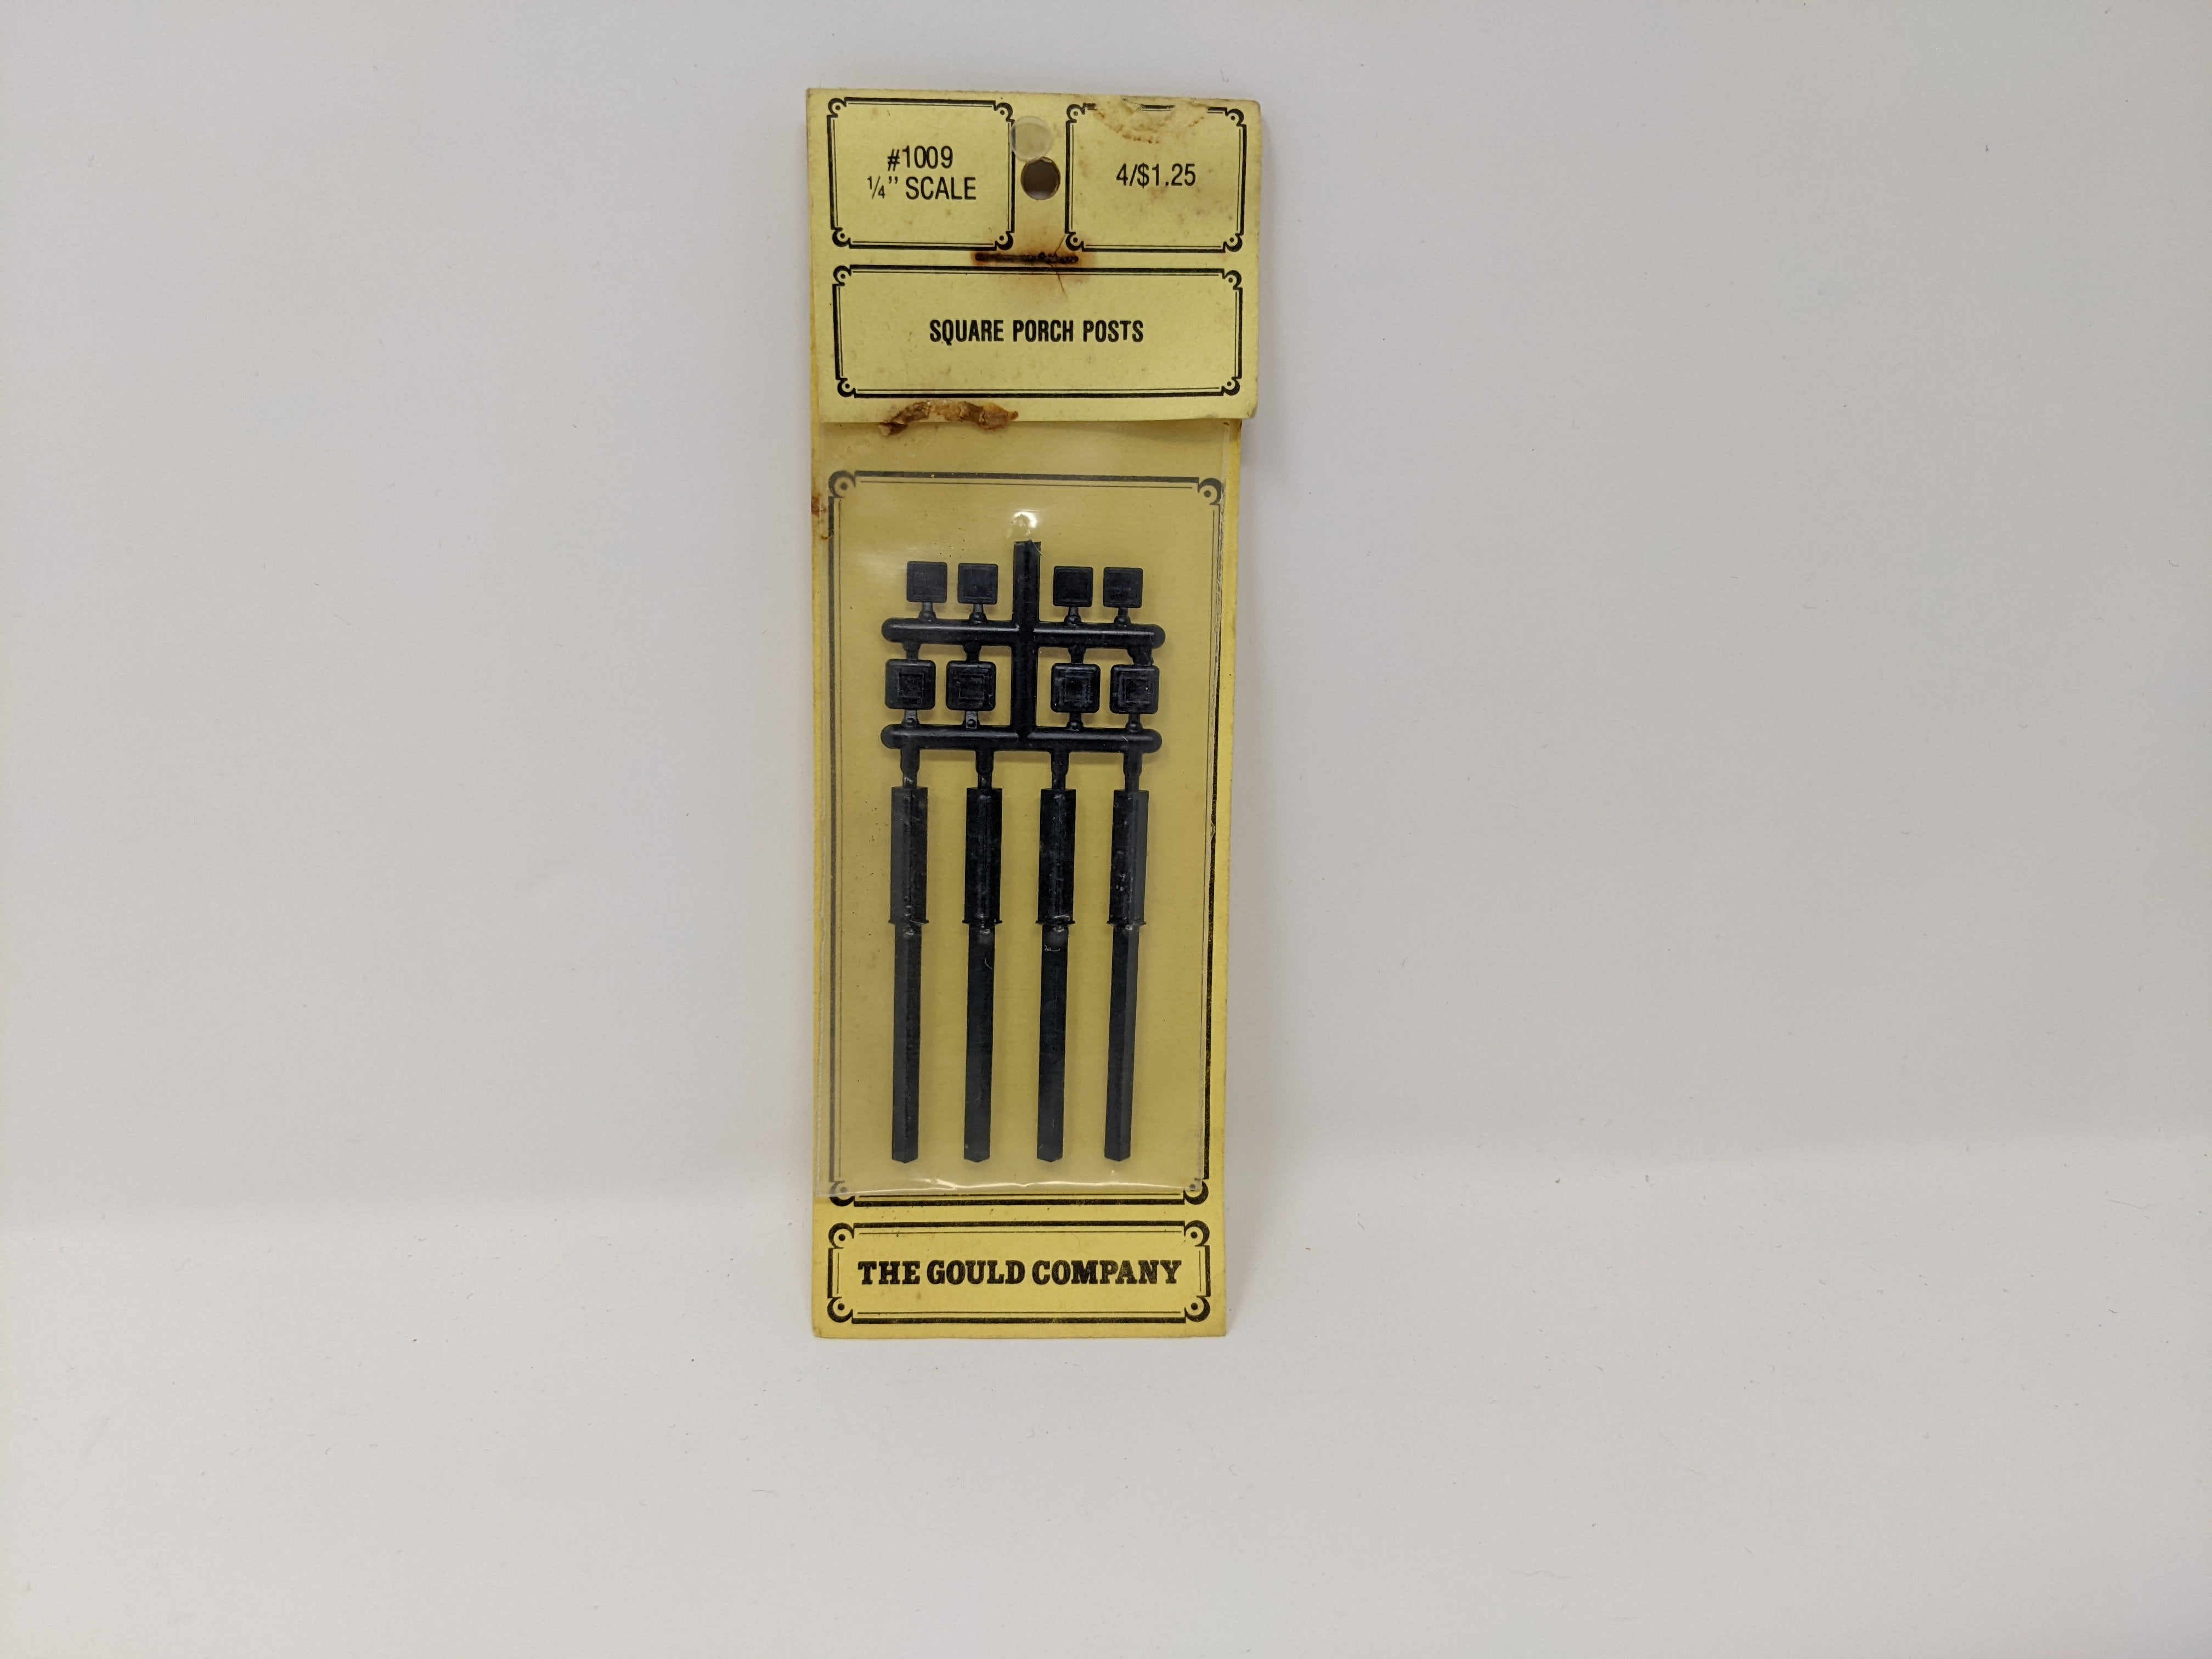 #1009
¼" SCALE
4/$1.25
SQUARE PORCH POSTS
THE GOULD COMPANY